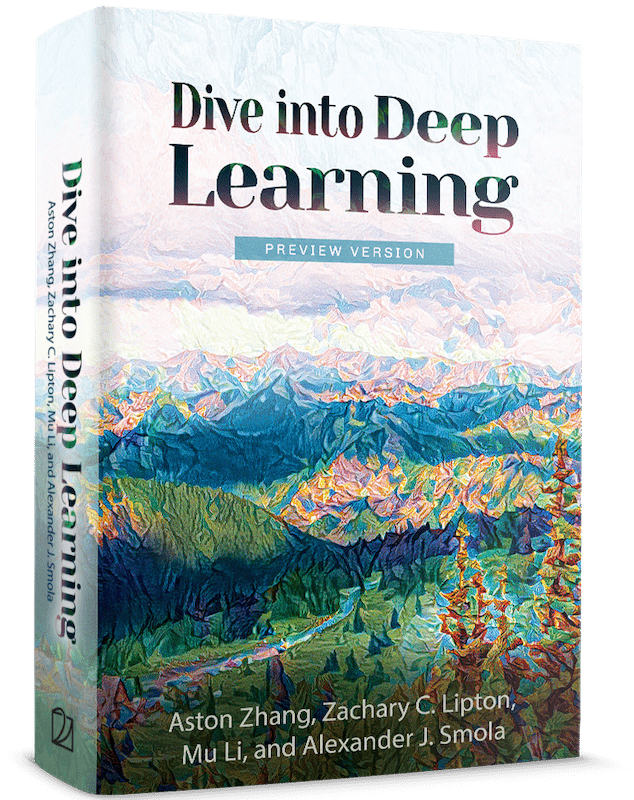 Dive into Deep
Learning
PREVIEW VERSION
Aston Zhang, Zachary C. Lipton,
Mu Li, and Alexander J. Smola
Dive into Deep Learning
Aston Zhang, Zachary C. Lipton, Mu Li, and Alexander J. Smola